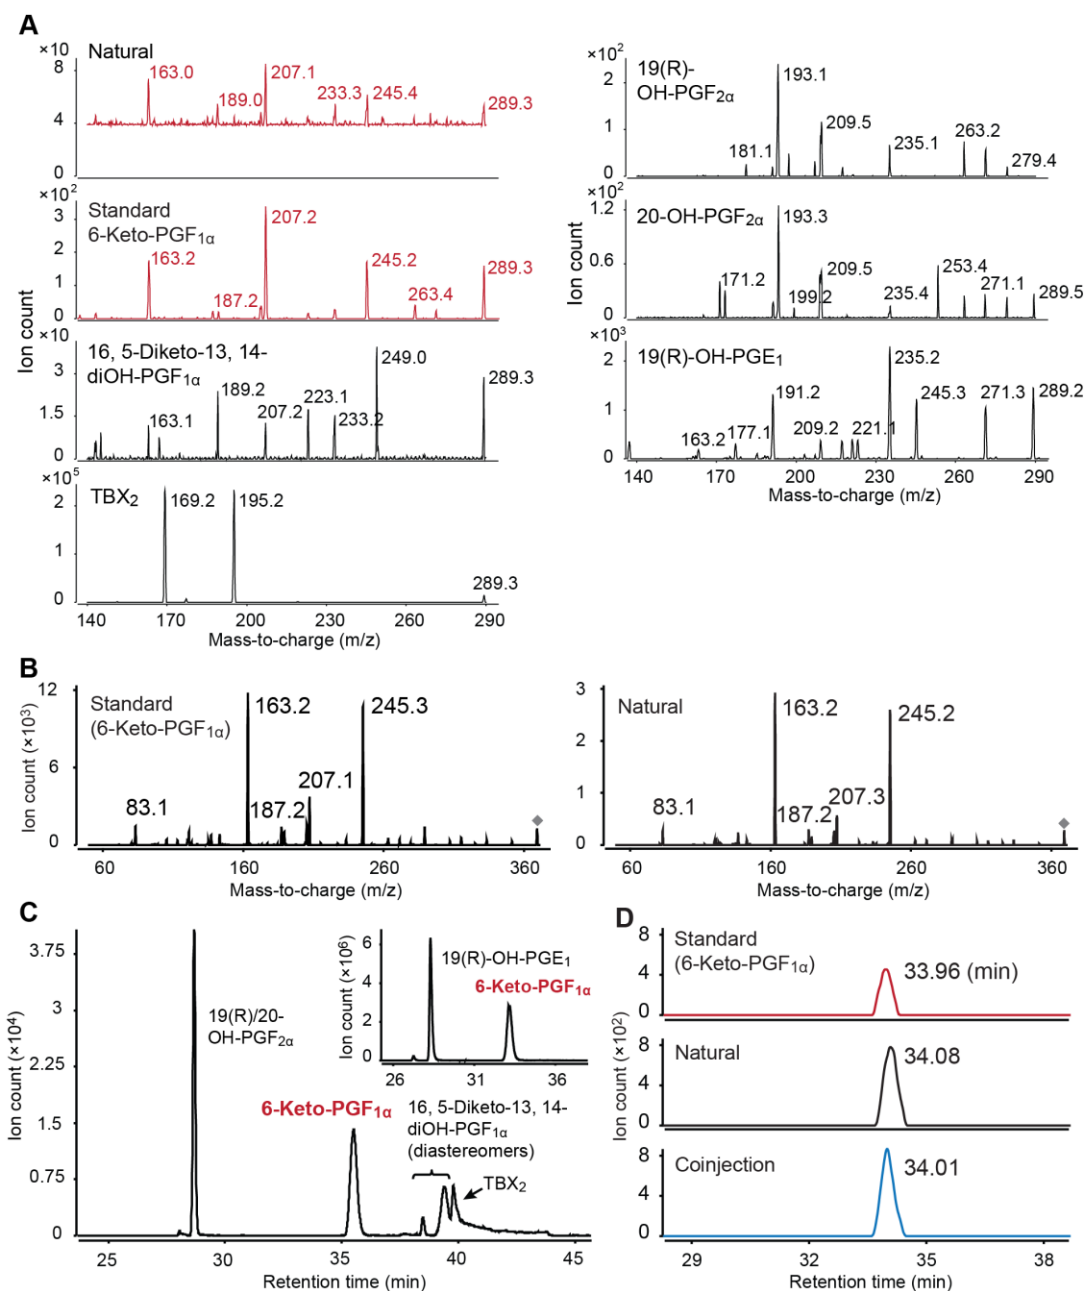 A
Natural
×10
8
4
0
163.0
189.0
207.1
233.3
245.4
289.3
×10²
Standard
6-Keto-PGF1α
3
2
1
0
163.2
187.2
207.2
245.2
263.4
289.3
Ion count
×10
16, 5-Diketo-13, 14-
diOH-PGF1α
3
1.5
0
163.1
189.2
207.2
223.1
233.2
249.0
289.3
×10⁵
TBX₂
2
1
0
169.2
195.2
289.3
140 170 200 230 260 290
Mass-to-charge (m/z)
×10²
19(R)-
OH-PGF2α
2
1
0
181.1
193.1
209.5
235.1
263.2
279.4
×10²
20-OH-PGF2α
1.2
0.6
0
171.2
193.3
199.2
209.5
235.4
253.4
271.1
289.5
Ion count
×10³
19(R)-OH-PGE₁
2
1
0
163.2
177.1
191.2
209.2
221.1
235.2
245.3
271.3
289.2
140 170 200 230 260 290
Mass-to-charge (m/z)
B
Standard
(6-Keto-PGF1α)
Ion count (×10³)
12
6
0
83.1
163.2
187.2
207.1
245.3
60 160 260 360
Mass-to-charge (m/z)
Natural
3
2
1
0
83.1
163.2
187.2
207.3
245.2
60 160 260 360
Mass-to-charge (m/z)
C
Ion count (×10⁴)
3.75
3
2.25
1.5
0.75
0
19(R)/20-
OH-PGF2α
6-Keto-PGF1α
16, 5-Diketo-13, 14-
diOH-PGF1α
(diastereomers)
TBX₂
25 30 35 40 45
Retention time (min)
Ion count (×10⁶)
6
4
2
0
19(R)-OH-PGE₁
6-Keto-PGF1α
26 31 36
D
Ion count (×10²)
Standard
(6-Keto-PGF1α)
8
4
0
33.96 (min)
Natural
8
4
0
34.08
Coinjection
8
4
0
34.01
29 32 35 38
Retention time (min)